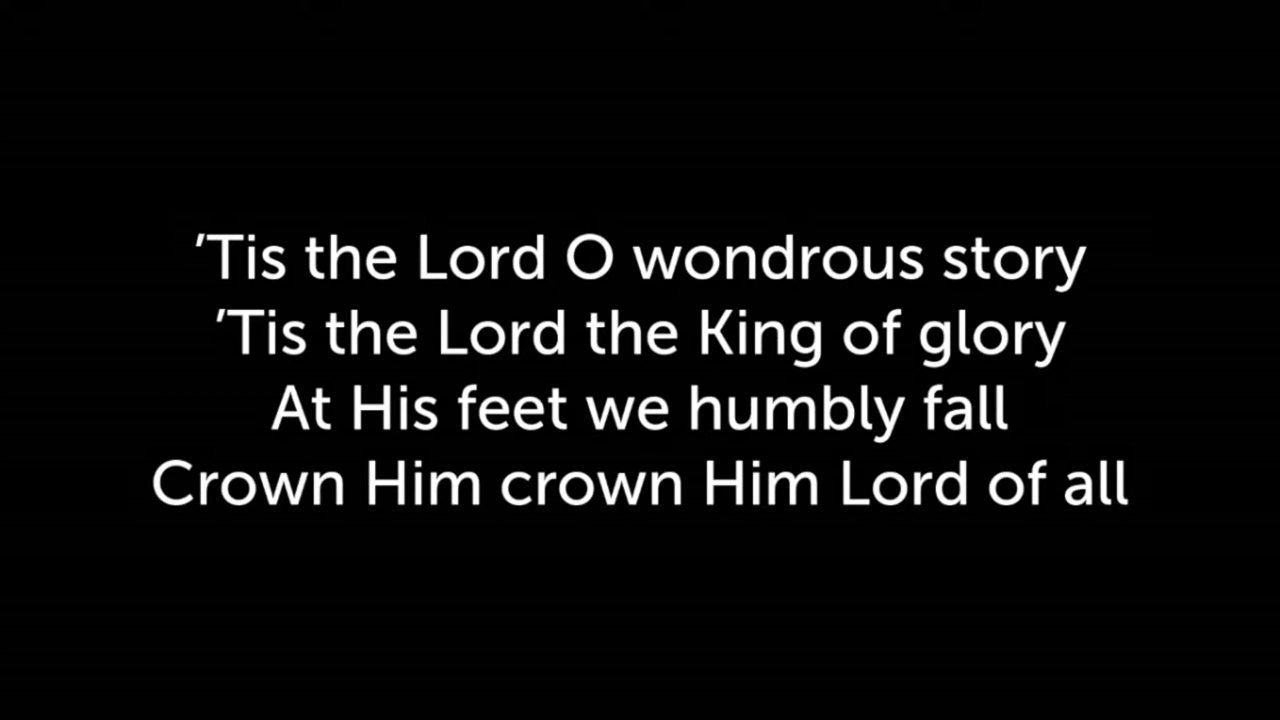 ’Tis the Lord O wondrous story
’Tis the Lord the King of glory
At His feet we humbly fall
Crown Him crown Him Lord of all